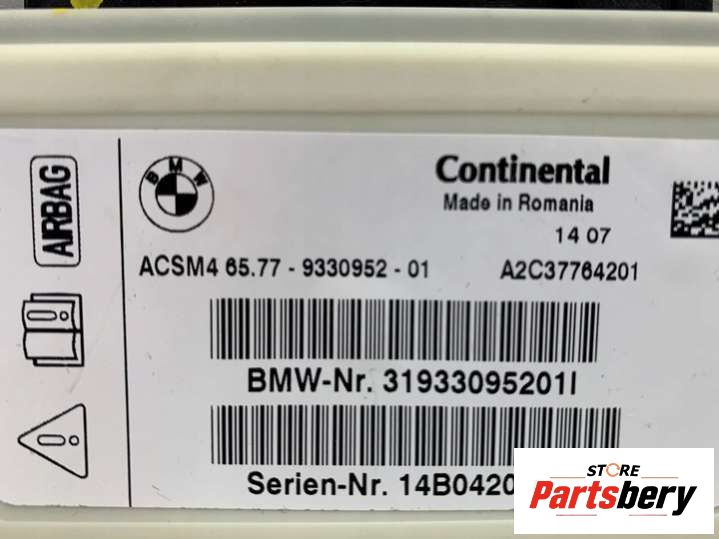 AIRBAG
BMW
Continental
Made in Romania
14 07
ACSM4 65.77 - 9330952 - 01 A2C37764201
BMW-Nr. 31933095201I
Serien-Nr. 14B0420
STORE
Partsbery